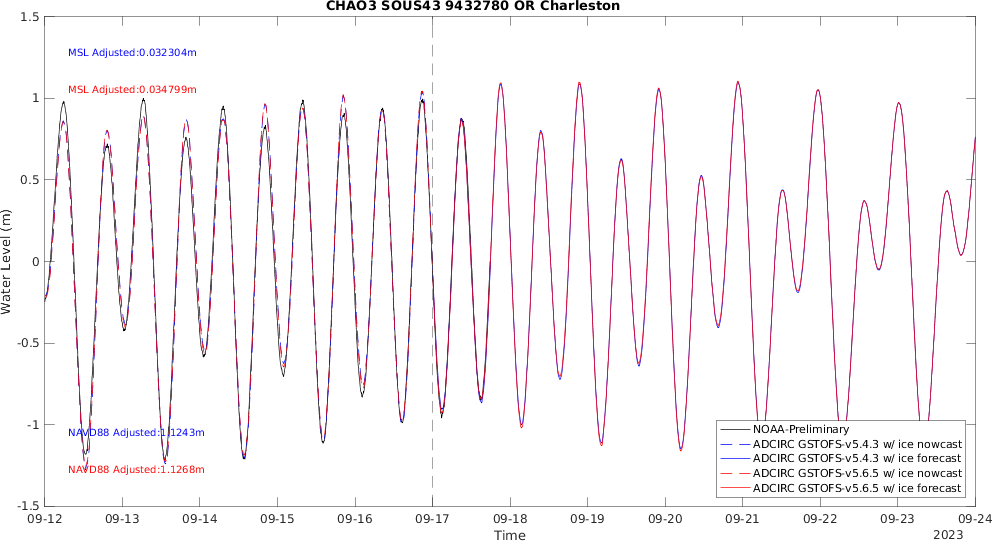 CHAO3 SOUS43 9432780 OR Charleston
1.5
MSL Adjusted:0.032304m
MSL Adjusted:0.034799m
1
0.5
0
-0.5
-1
-1.5
Water Level (m)
NAVD88 Adjusted:1.1243m
NAVD88 Adjusted:1.1268m
NOAA-Preliminary
ADCIRC GSTOFS-v5.4.3 w/ ice nowcast
ADCIRC GSTOFS-v5.4.3 w/ ice forecast
ADCIRC GSTOFS-v5.6.5 w/ ice nowcast
ADCIRC GSTOFS-v5.6.5 w/ ice forecast
09-12 09-13 09-14 09-15 09-16 09-17 09-18 09-19 09-20 09-21 09-22 09-23 09-24
Time
2023